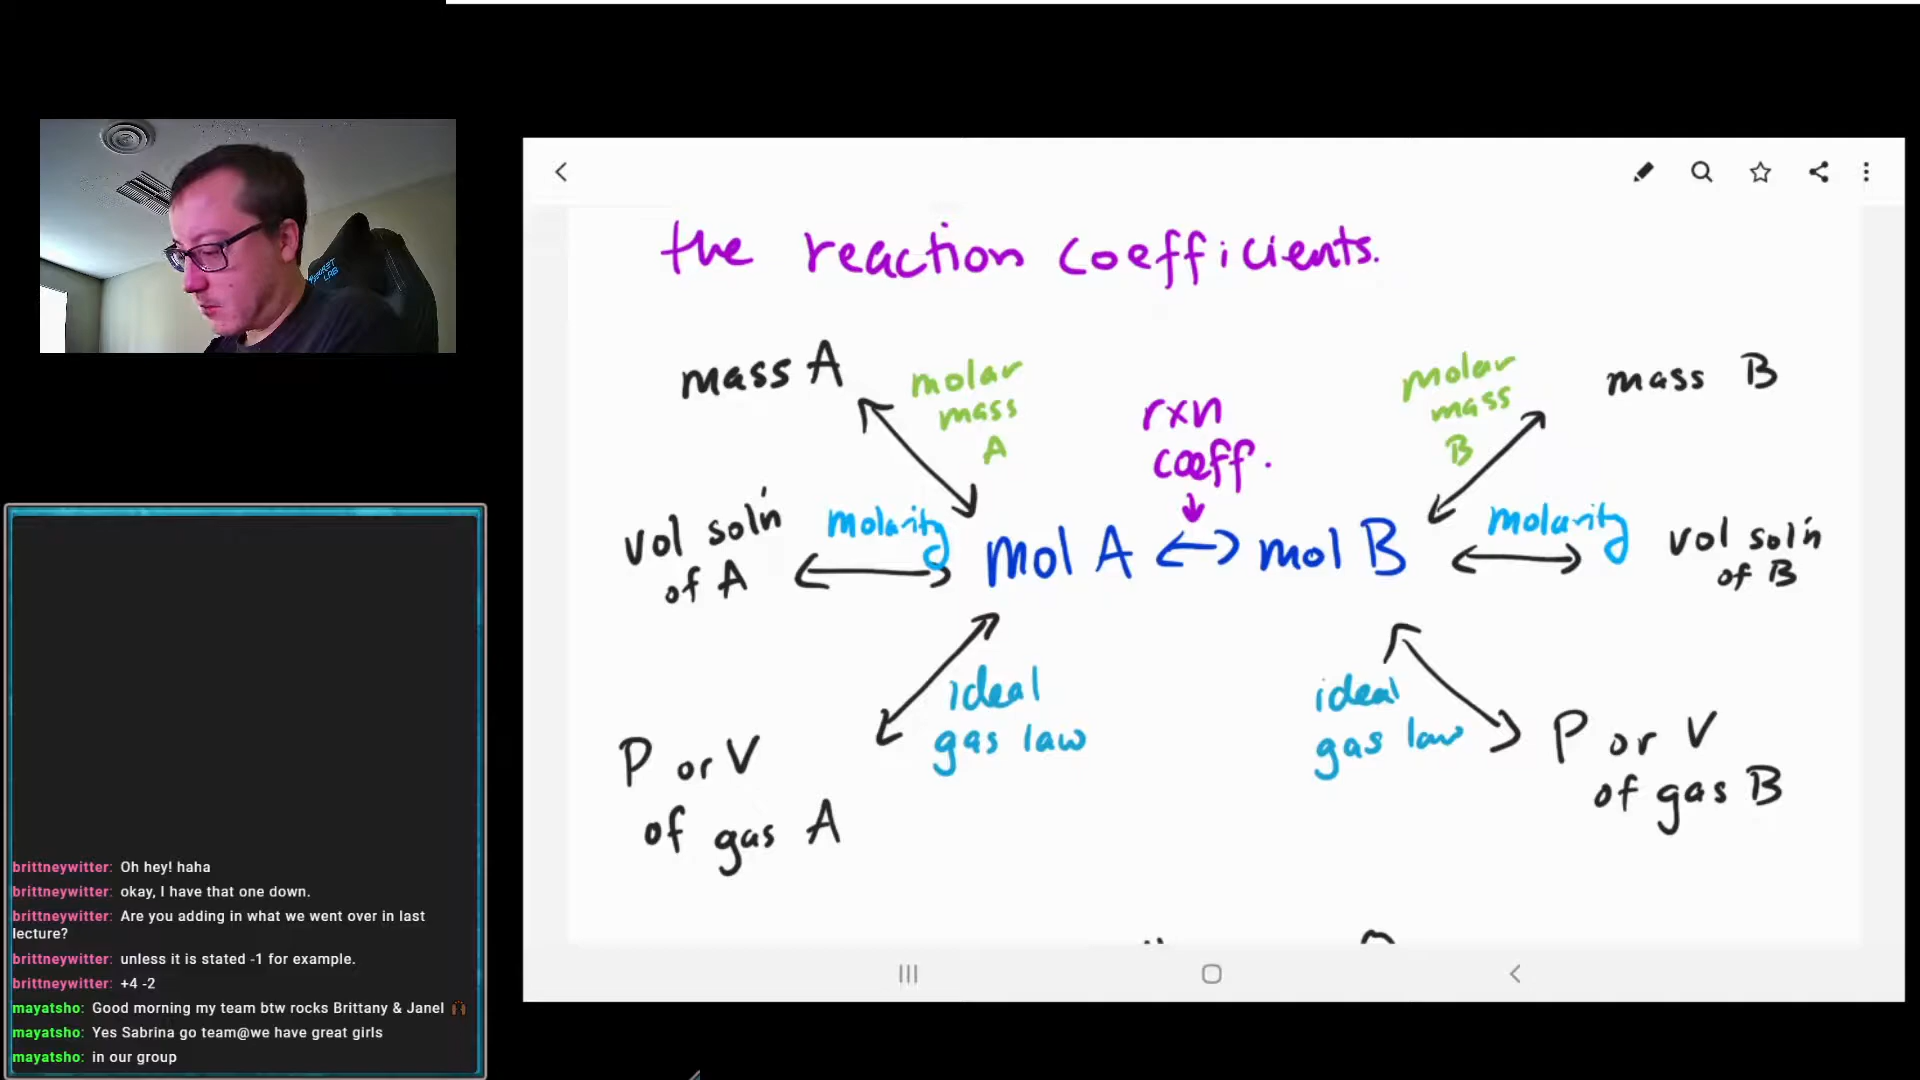 the reaction coefficients.
mass A
molar
mass
A
rxn
coeff.
molar
mass
B
mass B
vol sol'n
of A
molarity
mol A
mol B
molarity
vol sol'n
of B
ideal
gas law
P or V
of gas A
ideal
gas law
P or V
of gas B
brittneywitter: Oh hey! haha
brittneywitter: okay, I have that one down.
brittneywitter: Are you adding in what we went over in last
lecture?
brittneywitter: unless it is stated -1 for example.
brittneywitter: +4 -2
mayatsho: Good morning my team btw rocks Brittany & Janel
mayatsho: Yes Sabrina go team@we have great girls
mayatsho: in our group